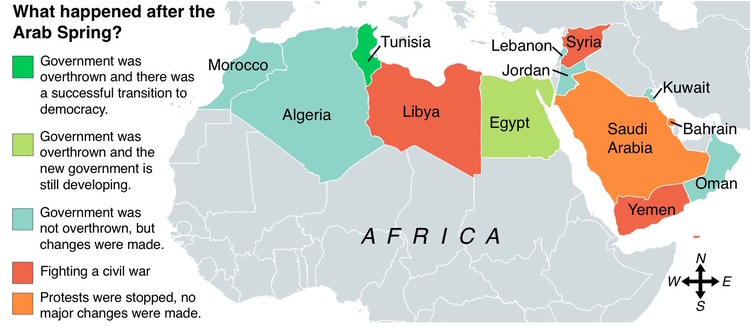 What happened after the
Arab Spring?
Government was
overthrown and there was
a successful transition to
democracy.
Government was
overthrown and the
new government is
still developing.
Government was
not overthrown, but
changes were made.
Fighting a civil war
Protests were stopped, no
major changes were made.
Morocco
Algeria
Tunisia
Libya
Egypt
Lebanon
Syria
Jordan
Kuwait
Bahrain
Saudi
Arabia
Oman
Yemen
AFRICA
N
W E
S